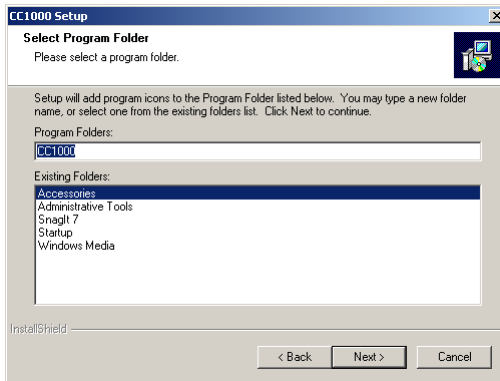 CC1000 Setup
Select Program Folder
Please select a program folder.
Setup will add program icons to the Program Folder listed below. You may type a new folder
name, or select one from the existing folders list. Click Next to continue.
Program Folders:
CC1000
Existing Folders:
Accessories
Administrative Tools
SnagIt 7
Startup
Windows Media
InstallShield
< Back Next > Cancel